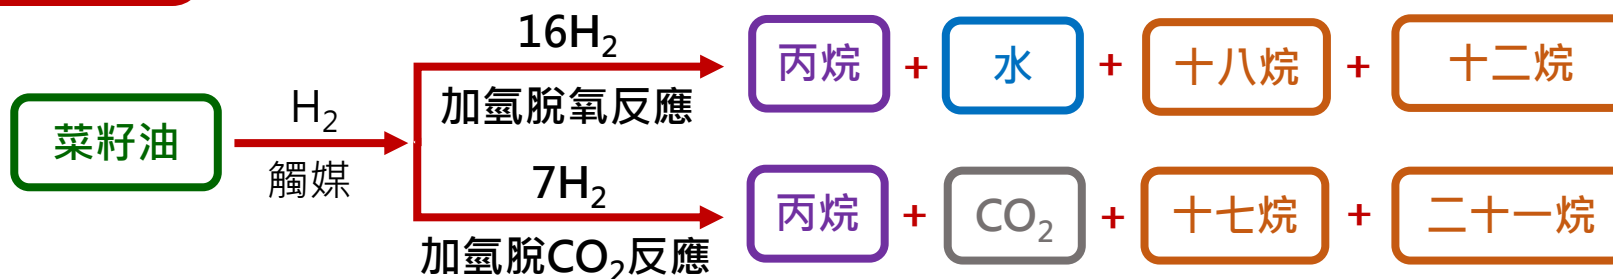 菜籽油
H₂
觸媒
16H₂
加氫脫氧反應
丙烷 + 水 + 十八烷 + 十二烷
7H₂
加氫脫CO₂反應
丙烷 + CO₂ + 十七烷 + 二十一烷